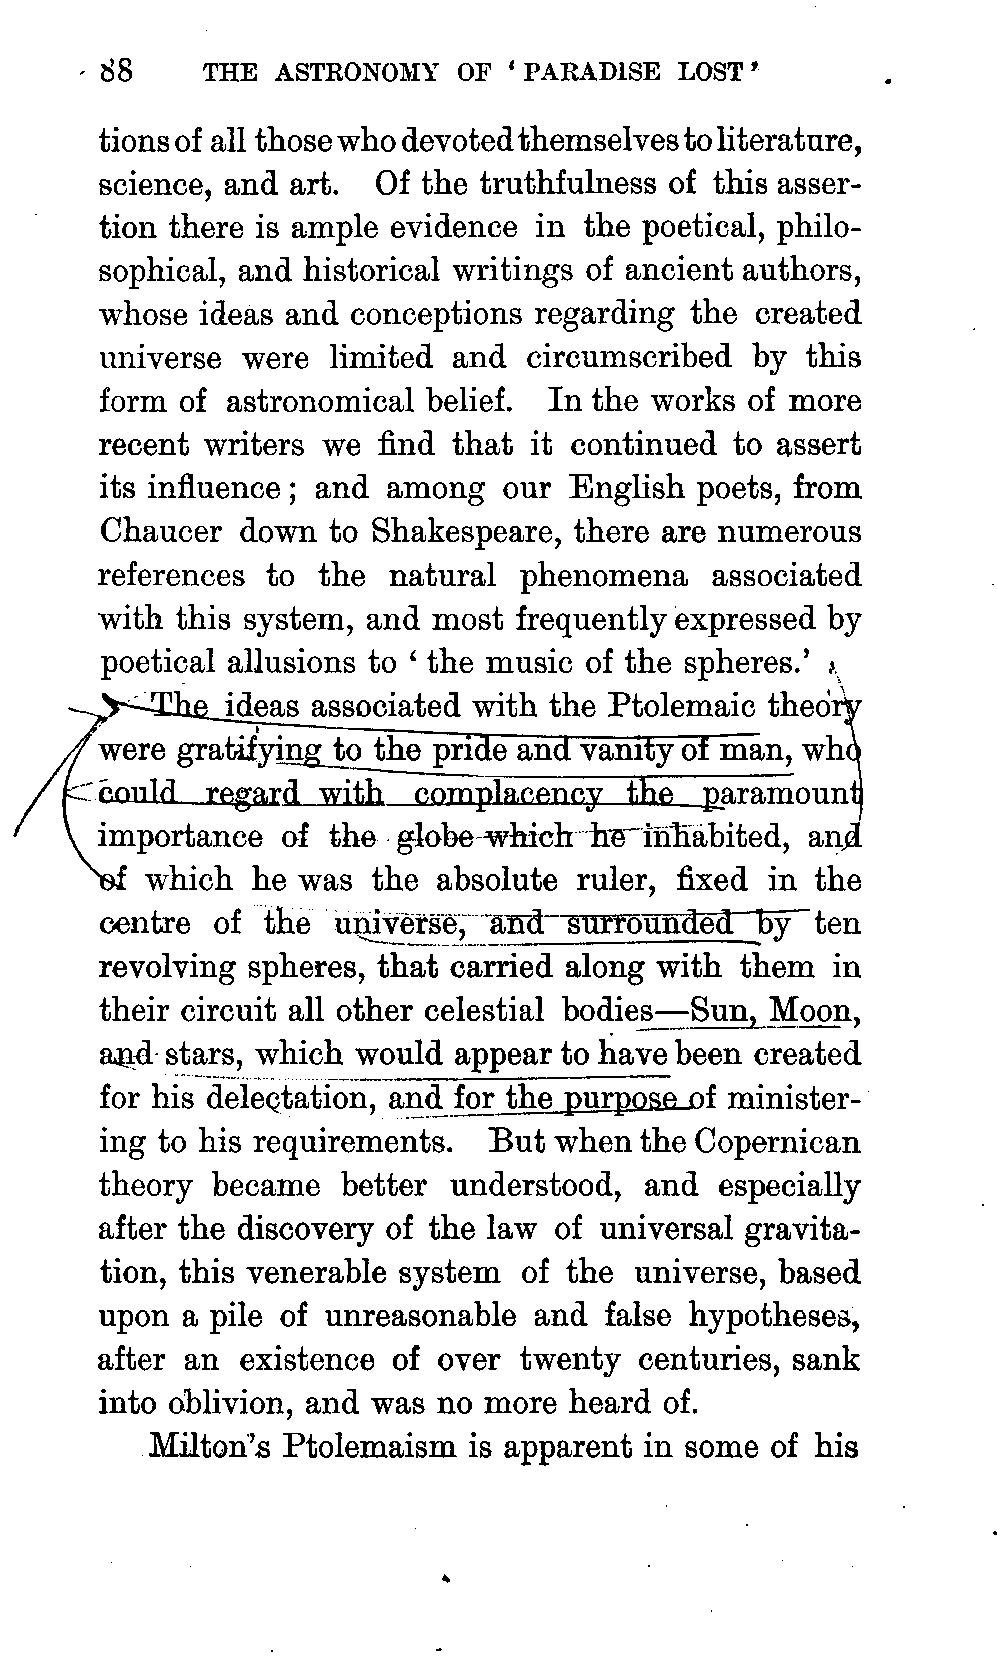 88 THE ASTRONOMY OF ‘PARADISE LOST’
tions of all those who devoted themselves to literature,
science, and art. Of the truthfulness of this asser-
tion there is ample evidence in the poetical, philo-
sophical, and historical writings of ancient authors,
whose ideas and conceptions regarding the created
universe were limited and circumscribed by this
form of astronomical belief. In the works of more
recent writers we find that it continued to assert
its influence; and among our English poets, from
Chaucer down to Shakespeare, there are numerous
references to the natural phenomena associated
with this system, and most frequently expressed by
poetical allusions to ‘the music of the spheres.’
The ideas associated with the Ptolemaic theory
were gratifying to the pride and vanity of man, who
could regard with complacency the paramount
importance of the globe which he inhabited, and
of which he was the absolute ruler, fixed in the
centre of the universe, and surrounded by ten
revolving spheres, that carried along with them in
their circuit all other celestial bodies—Sun, Moon,
and stars, which would appear to have been created
for his delectation, and for the purpose of minister-
ing to his requirements. But when the Copernican
theory became better understood, and especially
after the discovery of the law of universal gravita-
tion, this venerable system of the universe, based
upon a pile of unreasonable and false hypotheses,
after an existence of over twenty centuries, sank
into oblivion, and was no more heard of.
Milton’s Ptolemaism is apparent in some of his